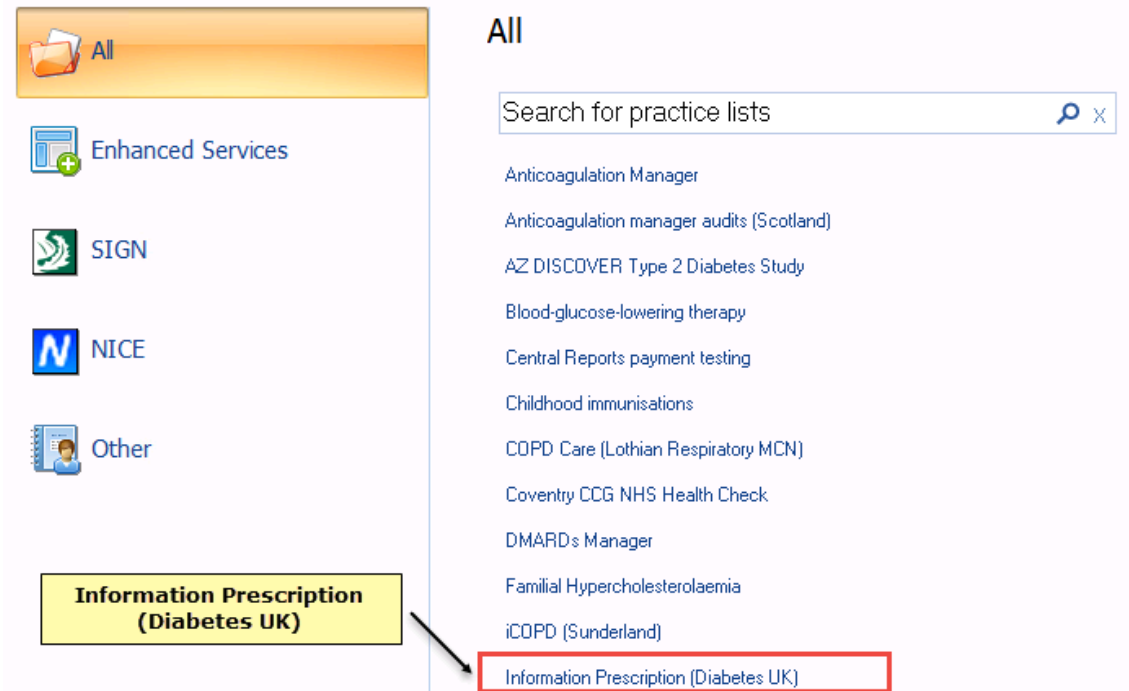 All
Enhanced Services
SIGN
NICE
Other
All
Search for practice lists
x
Anticoagulation Manager
Anticoagulation manager audits (Scotland)
AZ DISCOVER Type 2 Diabetes Study
Blood-glucose-lowering therapy
Central Reports payment testing
Childhood immunisations
COPD Care (Lothian Respiratory MCN)
Coventry CCG NHS Health Check
DMARDs Manager
Familial Hypercholesterolaemia
iCOPD (Sunderland)
Information Prescription (Diabetes UK)
Information Prescription
(Diabetes UK)